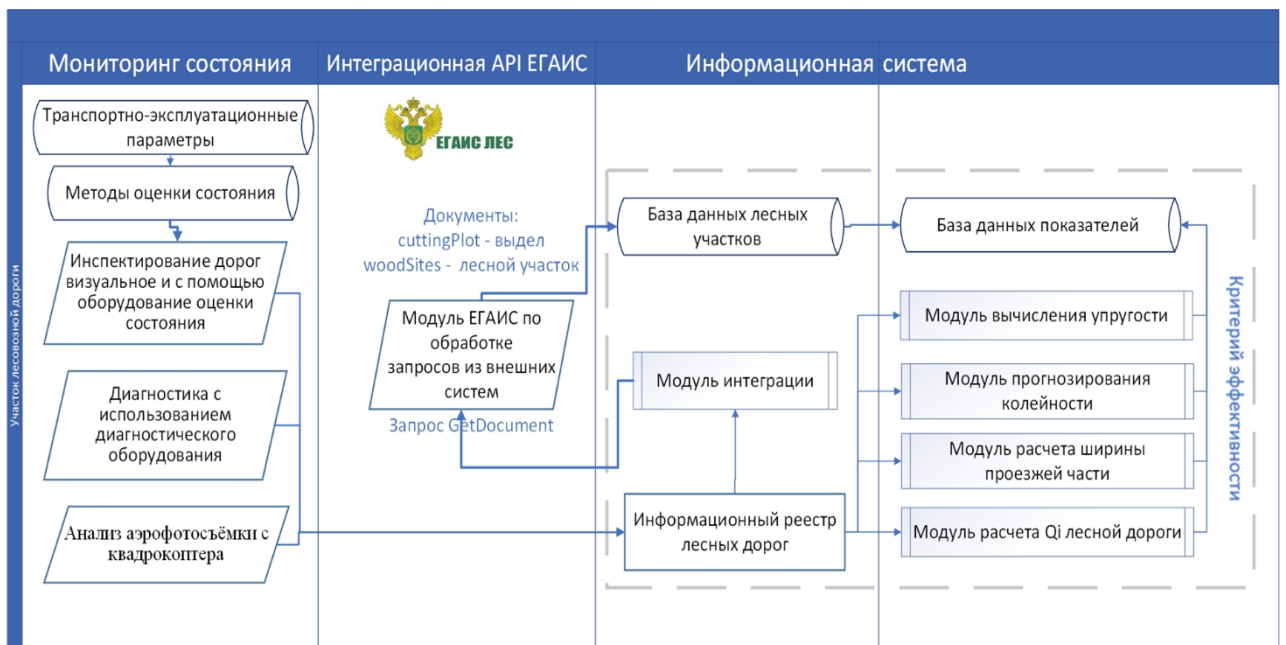 Мониторинг состояния
Интеграционная API ЕГАИС
Информационная система
Участок лесовозной дороги
Транспортно-эксплуатационные
параметры
Методы оценки состояния
Инспектирование дорог
визуальное и с помощью
оборудование оценки
состояния
Диагностика с
использованием
диагностического
оборудования
Анализ аэрофотосъёмки с
квадрокоптера
ЕГАИС ЛЕС
Документы:
cuttingPlot - выдел
woodSites - лесной участок
Модуль ЕГАИС по
обработке
запросов из внешних
систем
Запрос GetDocument
База данных лесных
участков
Модуль интеграции
Информационный реестр
лесных дорог
База данных показателей
Модуль вычисления упругости
Модуль прогнозирования
колейности
Модуль расчета ширины
проезжей части
Модуль расчета Qi лесной дороги
Критерий эффективности